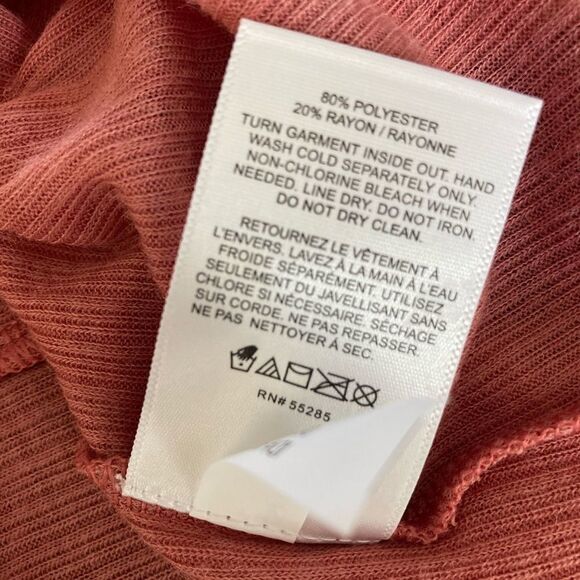 80% POLYESTER
20% RAYON / RAYONNE
TURN GARMENT INSIDE OUT. HAND
WASH COLD SEPARATELY ONLY.
NON-CHLORINE BLEACH WHEN
NEEDED. LINE DRY. DO NOT IRON.
DO NOT DRY CLEAN.
RETOURNEZ LE VÊTEMENT À
L'ENVERS. LAVEZ À LA MAIN À L'EAU
FROIDE SÉPARÉMENT. UTILISEZ
SEULEMENT DU JAVELLISANT SANS
CHLORE SI NÉCESSAIRE. SÉCHAGE
SUR CORDE. NE PAS REPASSER.
NE PAS NETTOYER À SEC.
RN# 55285